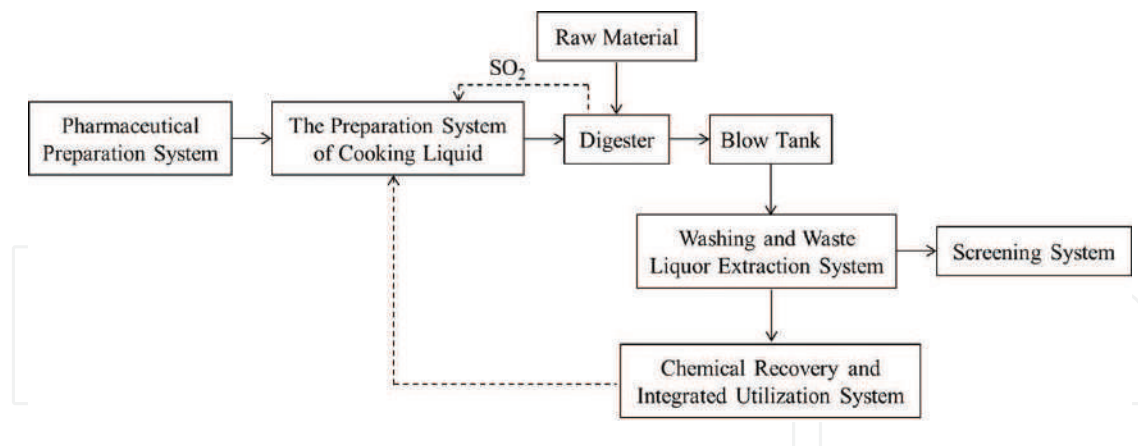 Raw Material
SO₂
Pharmaceutical
Preparation System
The Preparation System
of Cooking Liquid
Digester
Blow Tank
Washing and Waste
Liquor Extraction System
Screening System
Chemical Recovery and
Integrated Utilization System